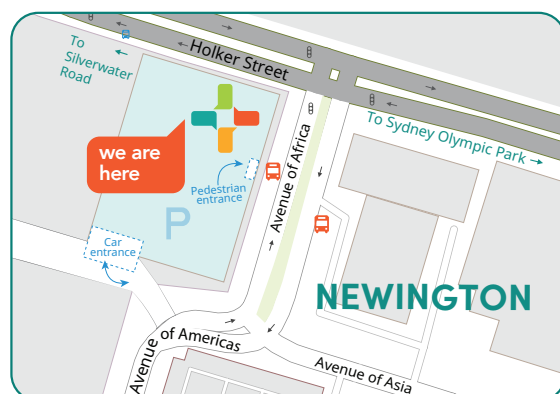 To
Silverwater
Road
Holker Street
To Sydney Olympic Park
we are
here
Avenue of Africa
Pedestrian
entrance
P
Car
entrance
NEWINGTON
Avenue of Americas
Avenue of Asia